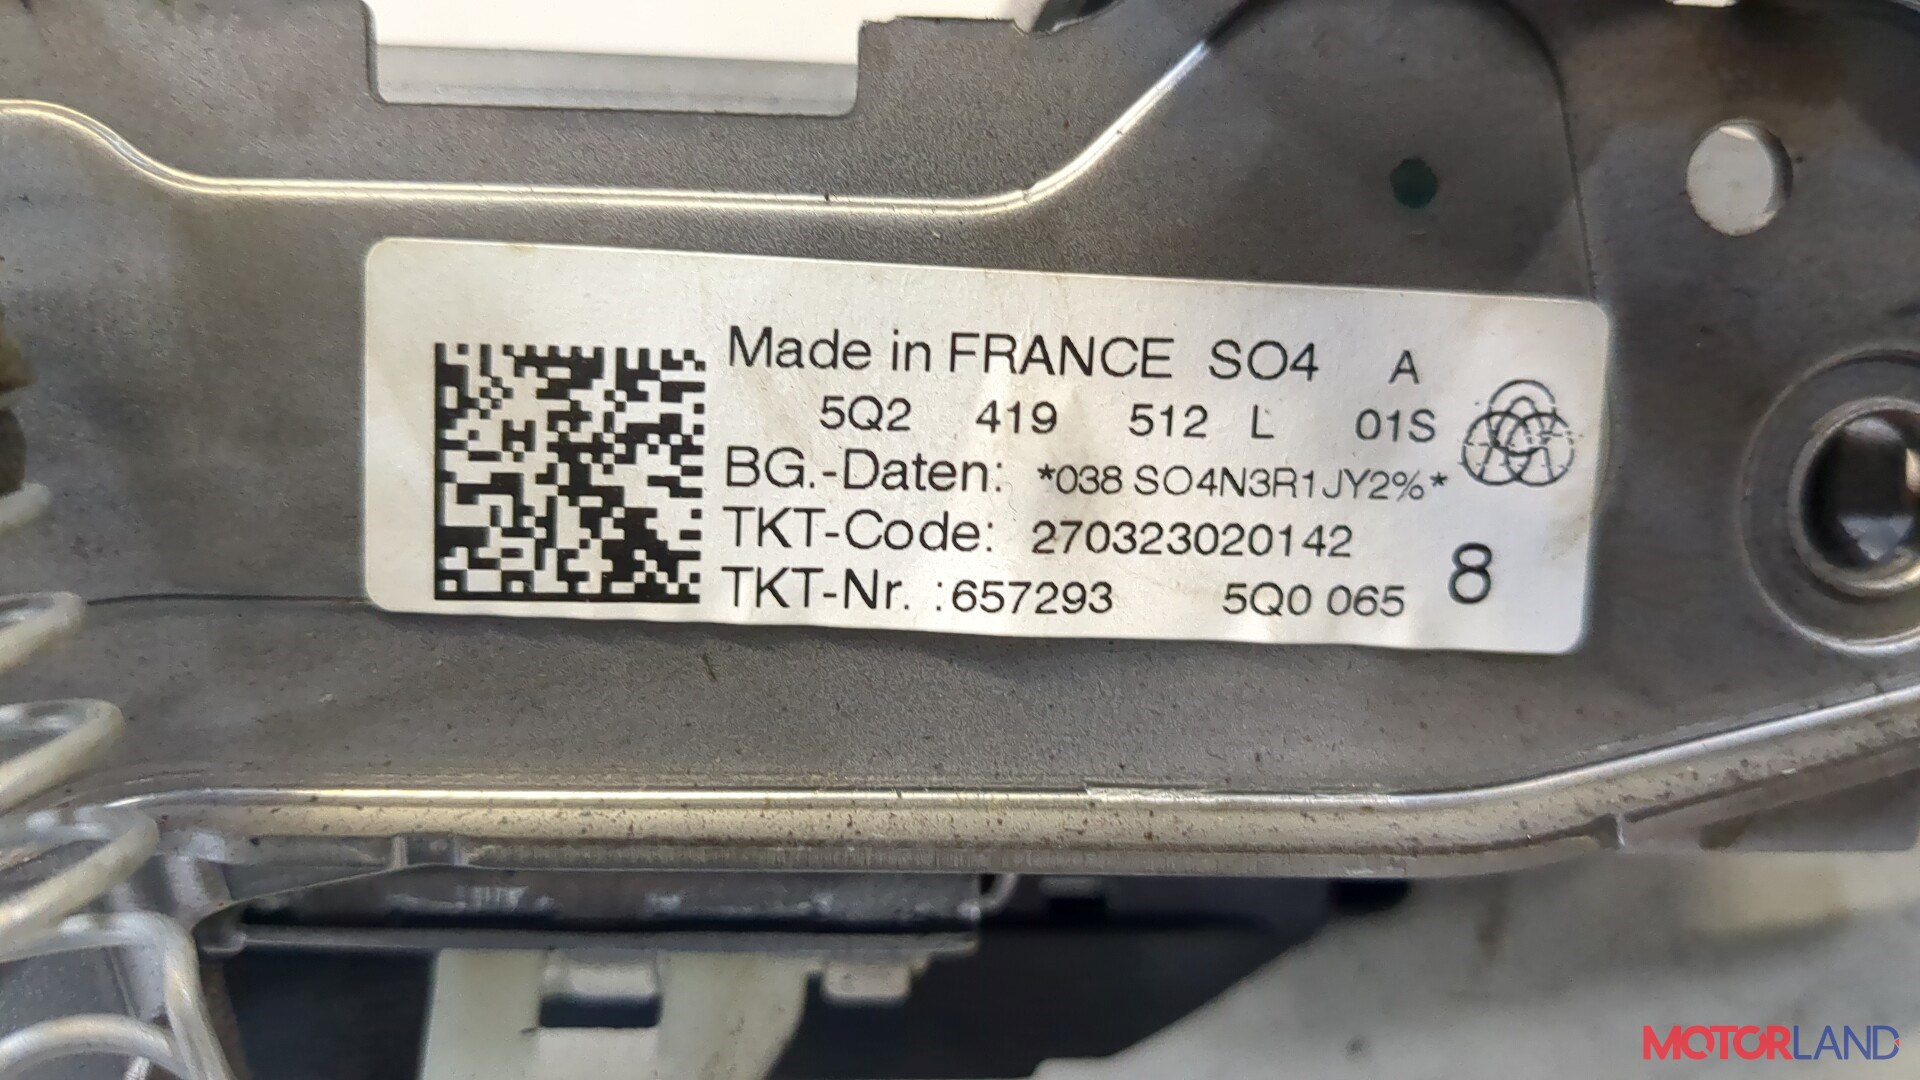 Made in FRANCE SO4 A
5Q2 419 512 L 01S
BG.-Daten: *038 SO4N3R1JY2%*
TKT-Code: 270323020142
TKT-Nr. :657293 5Q0 065 8
MOTORLAND